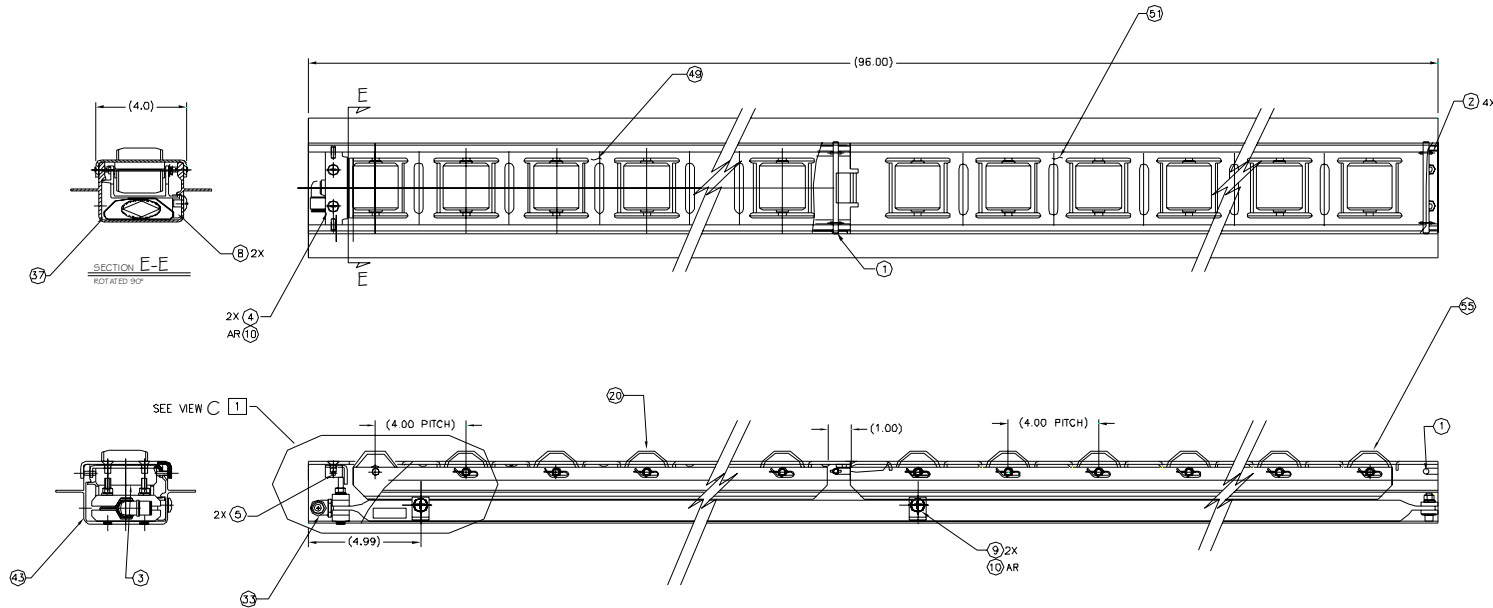 51
(96.00)
49
(4.0)
E
2 4X
8 2X
SECTION E-E
ROTATED 90°
37
1
E
2X 4
AR 10
55
20
SEE VIEW C 1
(4.00 PITCH)
(1.00)
(4.00 PITCH)
1
2X 5
(4.99)
9 2X
10 AR
43
3
33